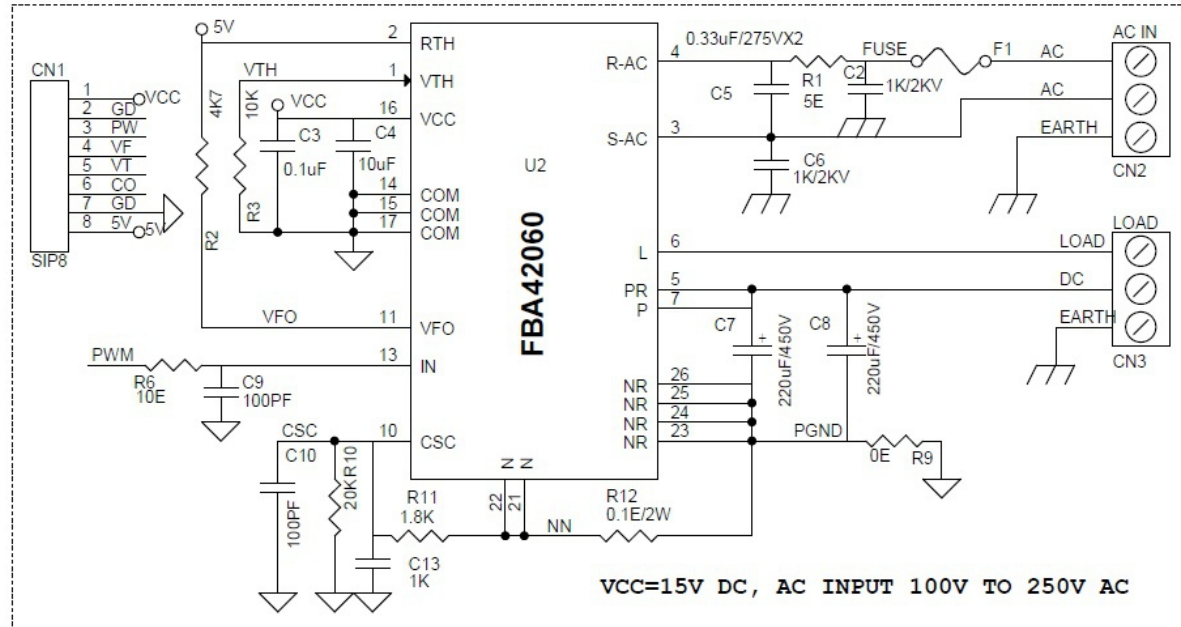 5V
2
RTH
0.33uF/275VX2
4
R-AC
FUSE
F1
AC
AC IN
CN1
VTH
1
VTH
R1
5E
C2
1K/2KV
C5
AC
1
VCC
2
GD
3
PW
4
VF
5
VT
6
CO
7
GD
8
5V
5V
SIP8
4K7
R2
10K
R3
VCC
16
VCC
C3
0.1uF
C4
10uF
14
COM
15
COM
17
COM
U2
FBA42060
3
S-AC
C6
1K/2KV
EARTH
CN2
6
L
LOAD
LOAD
5
PR
DC
7
P
C7
220uF/450V
+
C8
220uF/450V
+
EARTH
CN3
VFO
11
VFO
PWM
R6
10E
13
IN
C9
100PF
26
NR
25
NR
24
NR
23
NR
PGND
0E
R9
CSC
10
CSC
C10
100PF
20K
R10
R11
1.8K
C13
1K
N
N
22
21
NN
R12
0.1E/2W
VCC=15V DC, AC INPUT 100V TO 250V AC